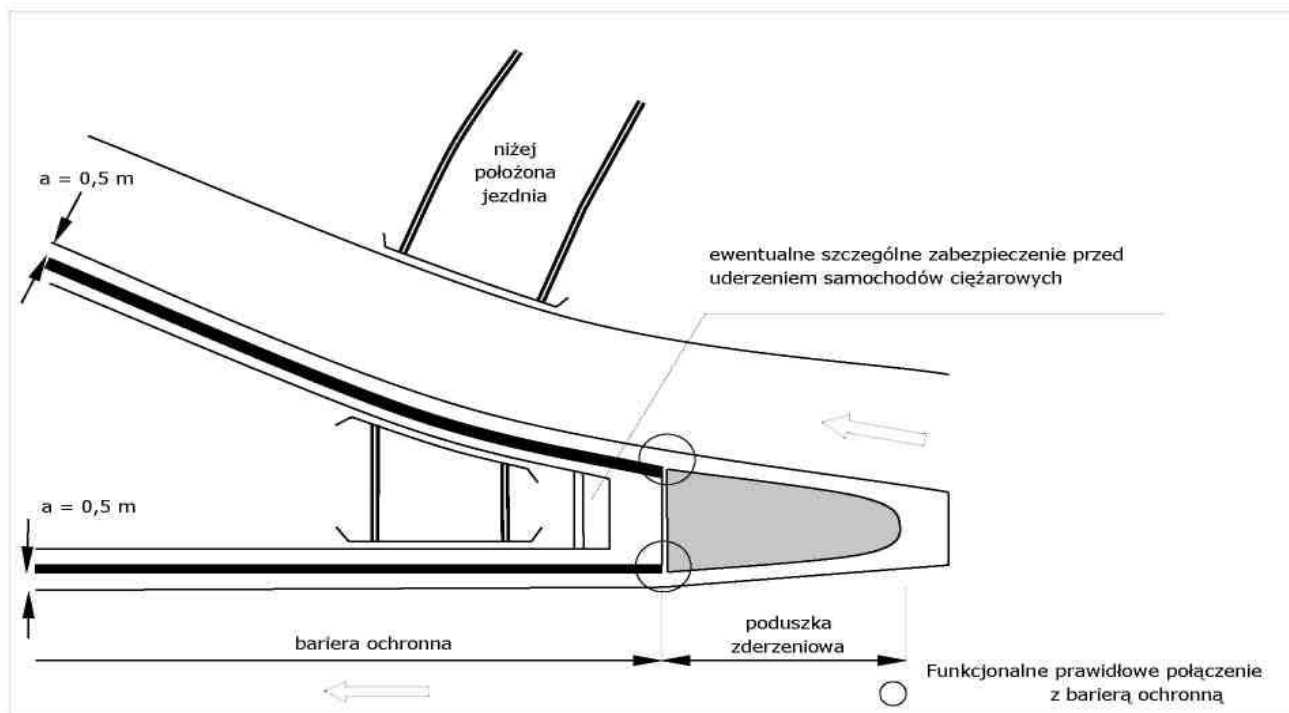 niżej
położona
jezdnia
a = 0,5 m
ewentualne szczególne zabezpieczenie przed
uderzeniem samochodów ciężarowych
a = 0,5 m
bariera ochronna
poduszka
zderzeniowa
Funkcjonalne prawidłowe połączenie
z barierą ochronną